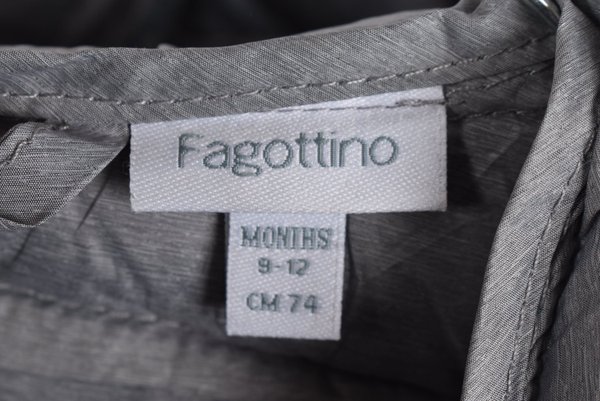 Fagottino
MONTHS
9-12
CM 74